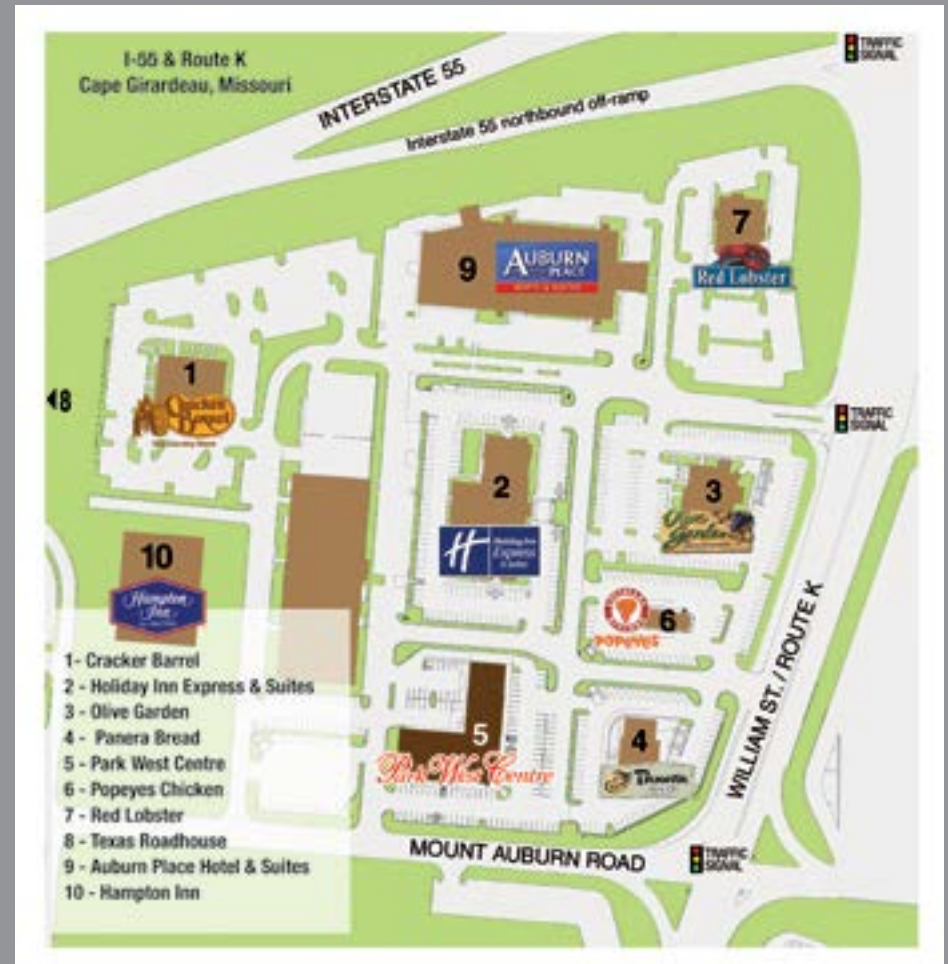 I-55 & Route K
Cape Girardeau, Missouri
INTERSTATE 55
Interstate 55 northbound off-ramp
TRAFFIC
SIGNAL
7
Red Lobster
9
AUBURN
PLACE
1
Cracker
Barrel
8
TRAFFIC
SIGNAL
2
Holiday Inn
Express
3
Olive
Garden
10
Hampton
Inn
6
POPEYES
WILLIAM ST. / ROUTE K
5
Park West Centre
4
Panera
MOUNT AUBURN ROAD
TRAFFIC
SIGNAL
1- Cracker Barrel
2 - Holiday Inn Express & Suites
3 - Olive Garden
4 - Panera Bread
5 - Park West Centre
6 - Popeyes Chicken
7 - Red Lobster
8 - Texas Roadhouse
9 - Auburn Place Hotel & Suites
10 - Hampton Inn